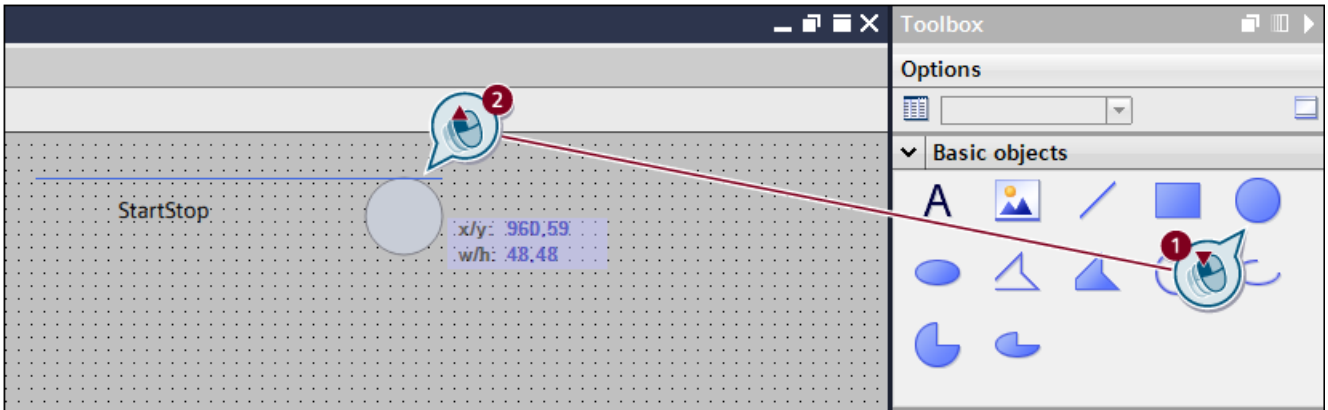 Toolbox
Options
2
Basic objects
A
StartStop
x/y: 960,59
w/h: 48,48
1